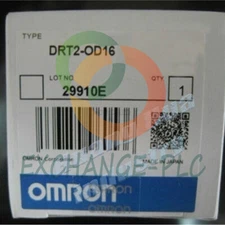 TYPE
DRT2-OD16
LOT NO.
QTY
29910E
1
EXCHANGE-PLC
OMRON Corporation
MADE IN JAPAN
OMRON